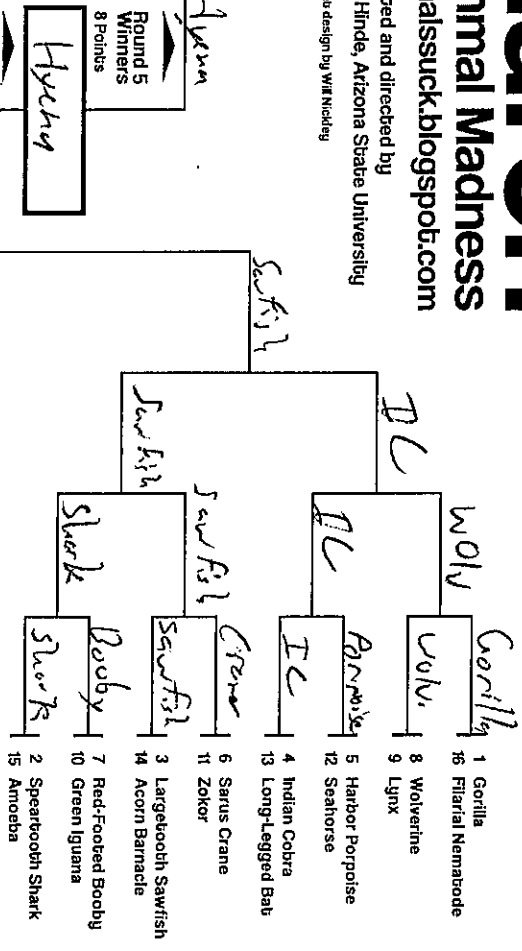 mmal Madness
alssuck.blogspot.com
ed and directed by
Hinde, Arizona State University
design by Will Nickley
Hyena
Round 5
Winners
8 Points
Hyena
Sawfish
IC
Sawfish
Wolv
IC
Sawfish
Shark
Gorilla
Wolv.
Porpoise
IC
Crane
Sawfish
Booby
Shark
1 Gorilla
16 Filarial Nematode
8 Wolverine
9 Lynx
5 Harbor Porpoise
12 Seahorse
4 Indian Cobra
13 Long-Legged Bat
6 Sarus Crane
11 Zokor
3 Largetooth Sawfish
14 Acorn Barnacle
7 Red-Footed Booby
10 Green Iguana
2 Speartooth Shark
15 Amoeba